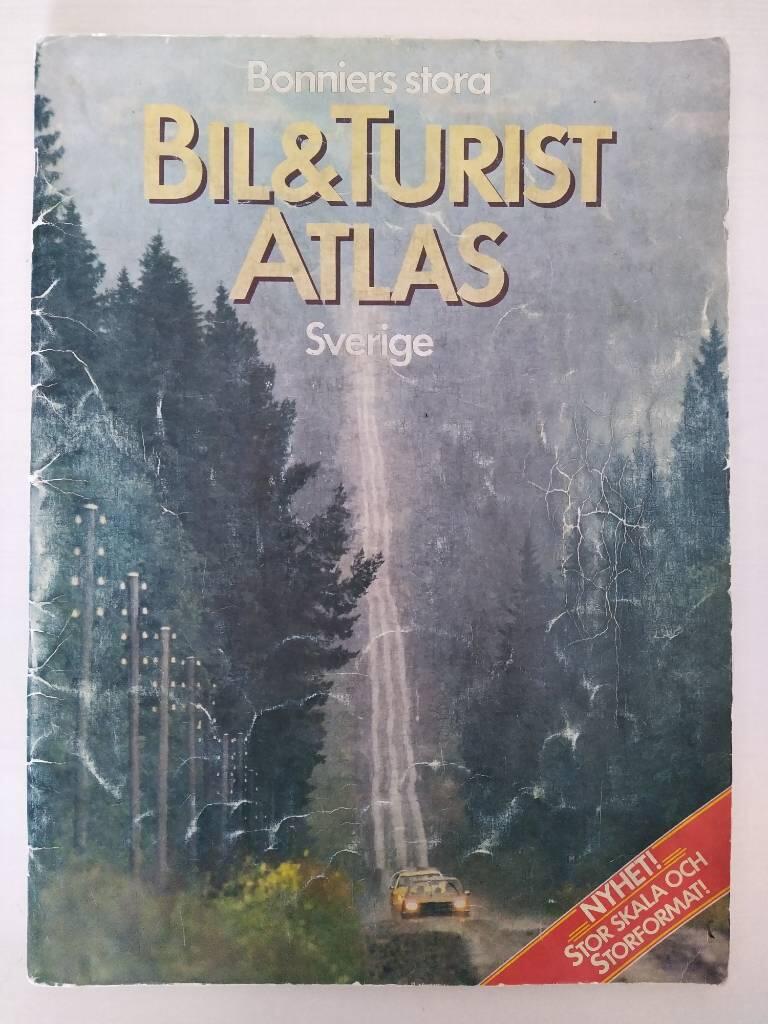 Bonniers stora
BIL&TURIST
ATLAS
Sverige
NYHET!
STOR SKALA OCH
STORFORMAT!